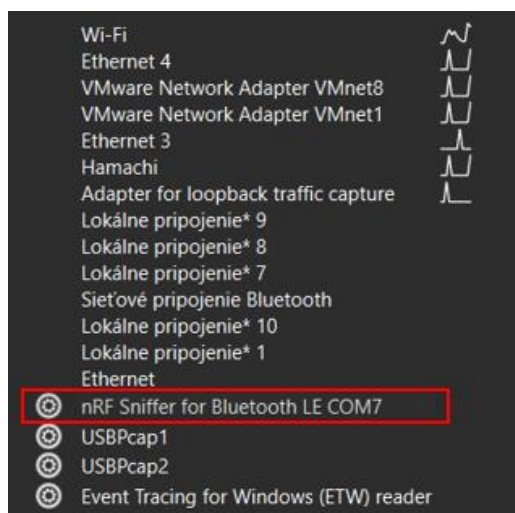 Wi-Fi
Ethernet 4
VMware Network Adapter VMnet8
VMware Network Adapter VMnet1
Ethernet 3
Hamachi
Adapter for loopback traffic capture
Lokálne pripojenie* 9
Lokálne pripojenie* 8
Lokálne pripojenie* 7
Sieťové pripojenie Bluetooth
Lokálne pripojenie* 10
Lokálne pripojenie* 1
Ethernet
nRF Sniffer for Bluetooth LE COM7
USBPcap1
USBPcap2
Event Tracing for Windows (ETW) reader